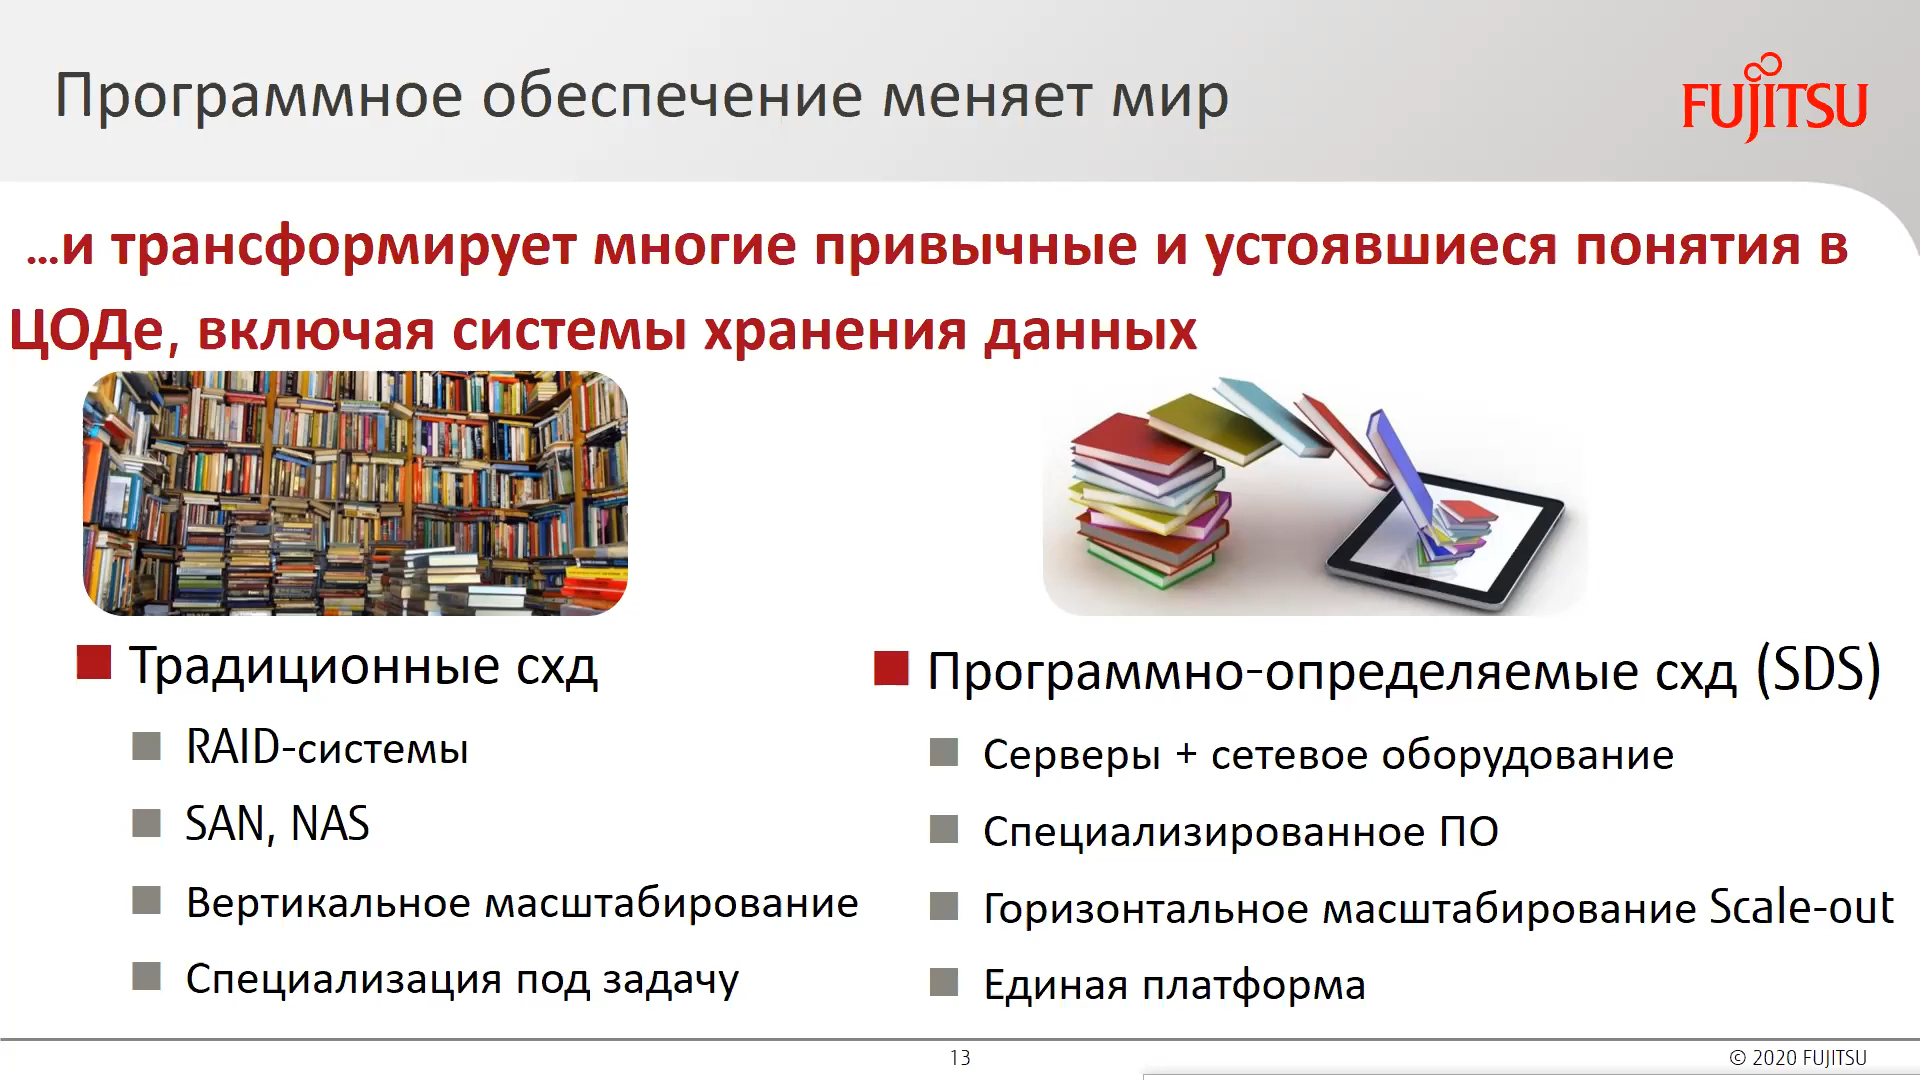 Программное обеспечение меняет мир
FUJITSU
…и трансформирует многие привычные и устоявшиеся понятия в
ЦОДе, включая системы хранения данных
Традиционные схд
RAID-системы
SAN, NAS
Вертикальное масштабирование
Специализация под задачу
Программно-определяемые схд (SDS)
Серверы + сетевое оборудование
Специализированное ПО
Горизонтальное масштабирование Scale-out
Единая платформа
13
© 2020 FUJITSU